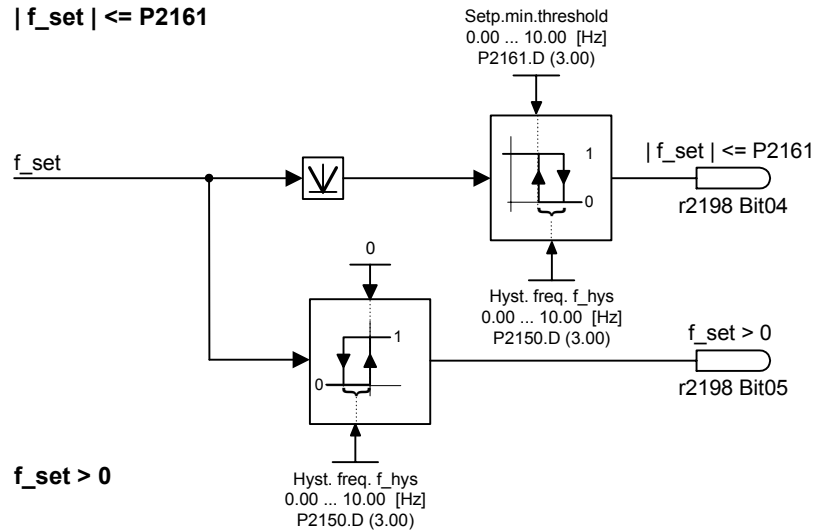 | f_set | <= P2161
Setp.min.threshold
0.00 ... 10.00 [Hz]
P2161.D (3.00)
f_set
1
0
| f_set | <= P2161
r2198 Bit04
Hyst. freq. f_hys
0.00 ... 10.00 [Hz]
P2150.D (3.00)
0
1
0
f_set > 0
r2198 Bit05
f_set > 0
Hyst. freq. f_hys
0.00 ... 10.00 [Hz]
P2150.D (3.00)